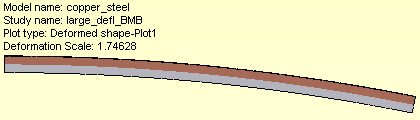 Model name: copper_steel
Study name: large_defl_BMB
Plot type: Deformed shape-Plot1
Deformation Scale: 1.74628